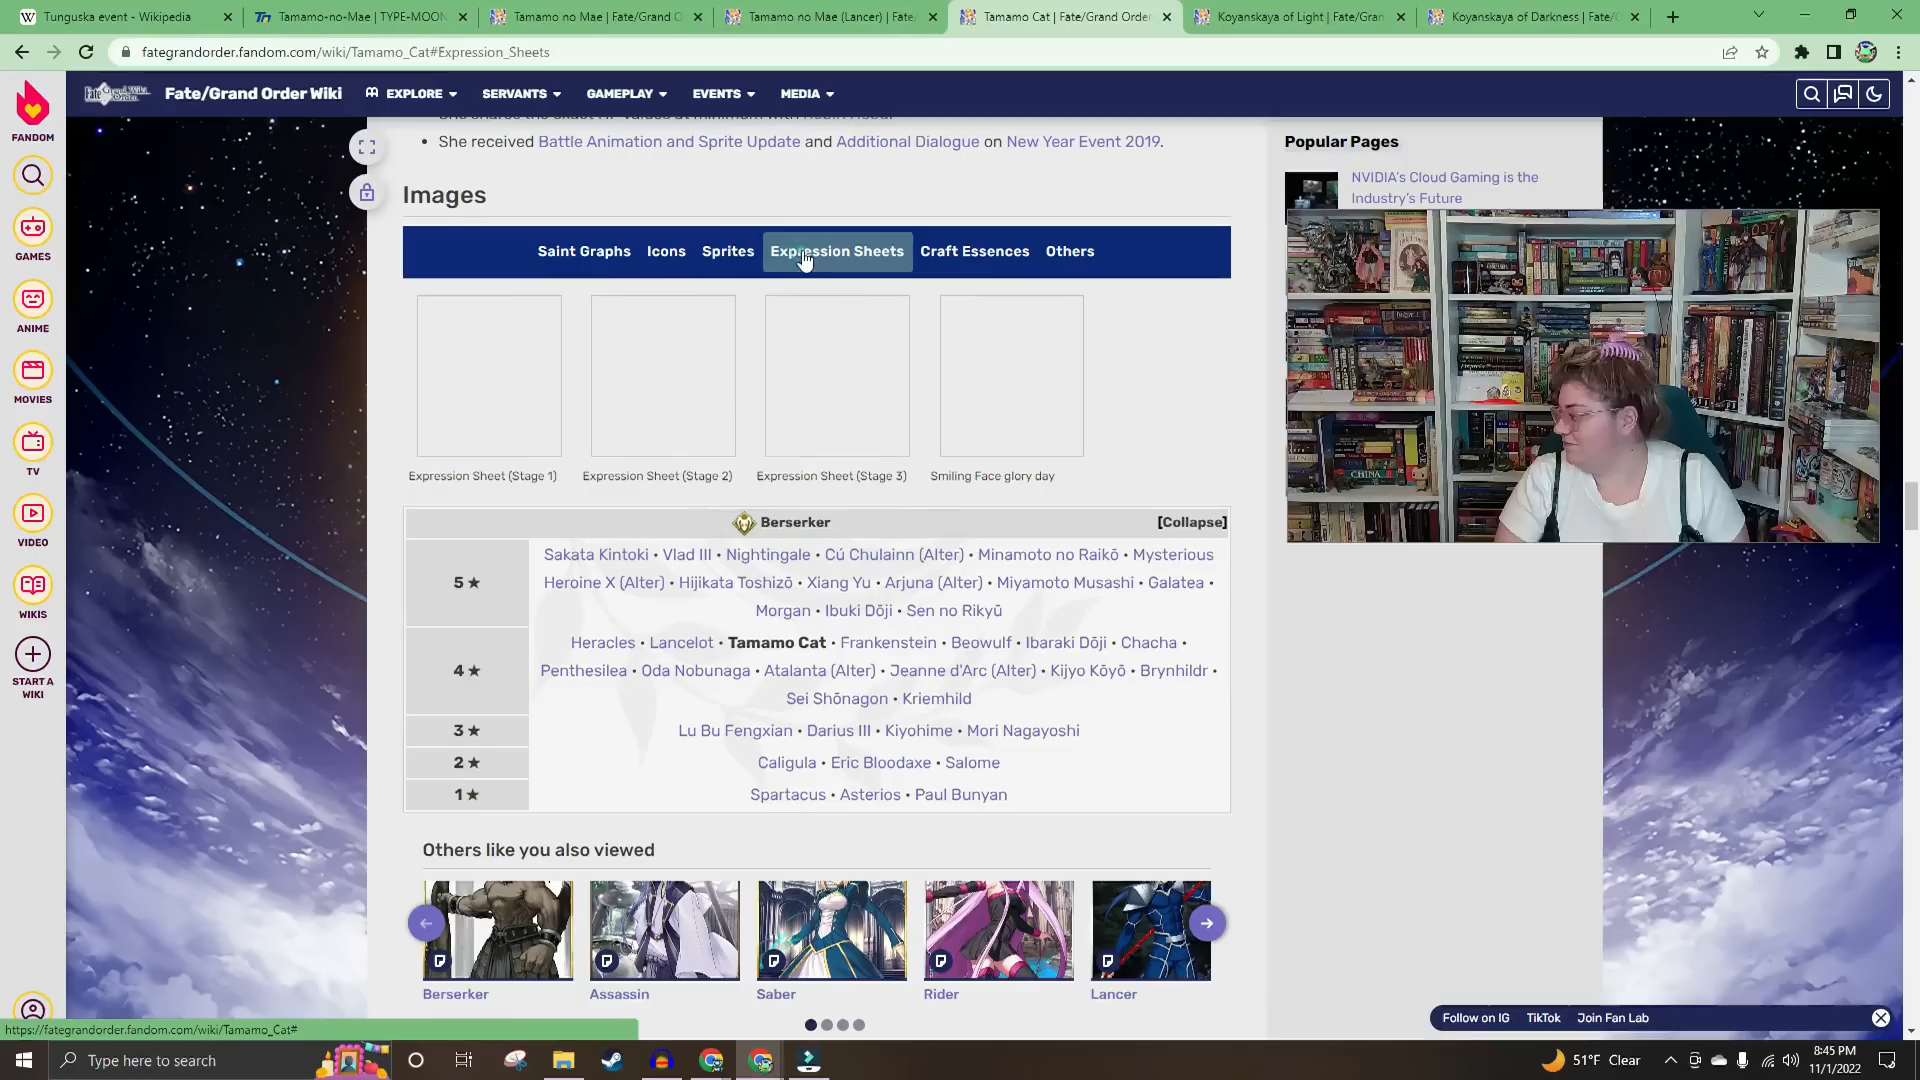 Tunguska event - Wikipedia
Tamamo-no-Mae | TYPE-MOON
Tamamo no Mae | Fate/Grand O
Tamamo no Mae (Lancer) | Fate/
Tamamo Cat | Fate/Grand Order
Koyanskaya of Light | Fate/Gran
Koyanskaya of Darkness | Fate/G
fategrandorder.fandom.com/wiki/Tamamo_Cat#Expression_Sheets
Fate/Grand Order Wiki
EXPLORE
SERVANTS
GAMEPLAY
EVENTS
MEDIA
FANDOM
GAMES
ANIME
MOVIES
TV
VIDEO
WIKIS
START A
WIKI
• She received Battle Animation and Sprite Update and Additional Dialogue on New Year Event 2019.
Images
Saint Graphs Icons Sprites Expression Sheets Craft Essences Others
Expression Sheet (Stage 1)
Expression Sheet (Stage 2)
Expression Sheet (Stage 3)
Smiling Face glory day
Berserker
[Collapse]
5 ★
Sakata Kintoki • Vlad III • Nightingale • Cú Chulainn (Alter) • Minamoto no Raikō • Mysterious
Heroine X (Alter) • Hijikata Toshizō • Xiang Yu • Arjuna (Alter) • Miyamoto Musashi • Galatea •
Morgan • Ibuki Dōji • Sen no Rikyū
4 ★
Heracles • Lancelot • Tamamo Cat • Frankenstein • Beowulf • Ibaraki Dōji • Chacha •
Penthesilea • Oda Nobunaga • Atalanta (Alter) • Jeanne d'Arc (Alter) • Kijyo Kōyō • Brynhildr •
Sei Shōnagon • Kriemhild
3 ★
Lu Bu Fengxian • Darius III • Kiyohime • Mori Nagayoshi
2 ★
Caligula • Eric Bloodaxe • Salome
1 ★
Spartacus • Asterios • Paul Bunyan
Others like you also viewed
Berserker
Assassin
Saber
Rider
Lancer
Popular Pages
NVIDIA's Cloud Gaming is the
Industry's Future
CHINA
Follow on IG TikTok Join Fan Lab
https://fategrandorder.fandom.com/wiki/Tamamo_Cat#
Type here to search
51°F Clear
8:45 PM
11/1/2022